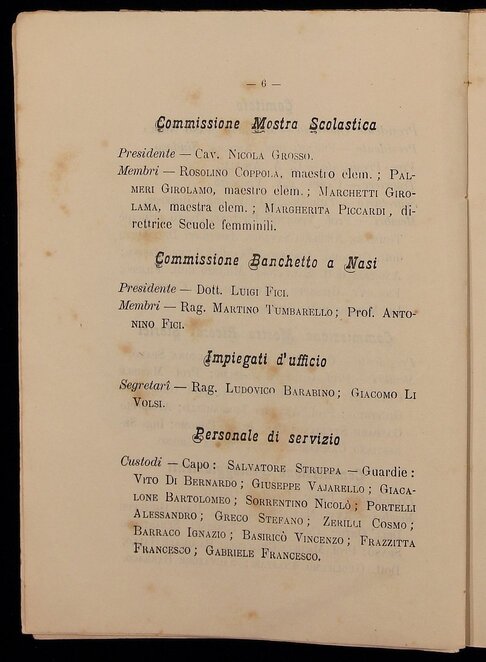 — 6 —
Commissione Mostra Scolastica
Presidente — Cav. Nicola Grosso.
Membri — Rosolino Coppola, maestro elem. ; Pal-
meri Girolamo, maestro elem. ; Marchetti Giro-
lama, maestra elem. ; Margherita Piccardi, di-
rettrice Scuole femminili.
Commissione Banchetto a Nasi
Presidente — Dott. Luigi Fici.
Membri — Rag. Martino Tumbarello ; Prof. Anto-
nino Fici.
Impiegati d'ufficio
Segretarî — Rag. Ludovico Barabino ; Giacomo Li
Volsi.
Personale di servizio
Custodi — Capo : Salvatore Struppa — Guardie :
Vito Di Bernardo ; Giuseppe Vajarello ; Giaca-
lone Bartolomeo ; Sorrentino Nicolò ; Portelli
Alessandro ; Greco Stefano ; Zerilli Cosmo ;
Barraco Ignazio ; Basiricò Vincenzo ; Frazzitta
Francesco ; Gabriele Francesco.